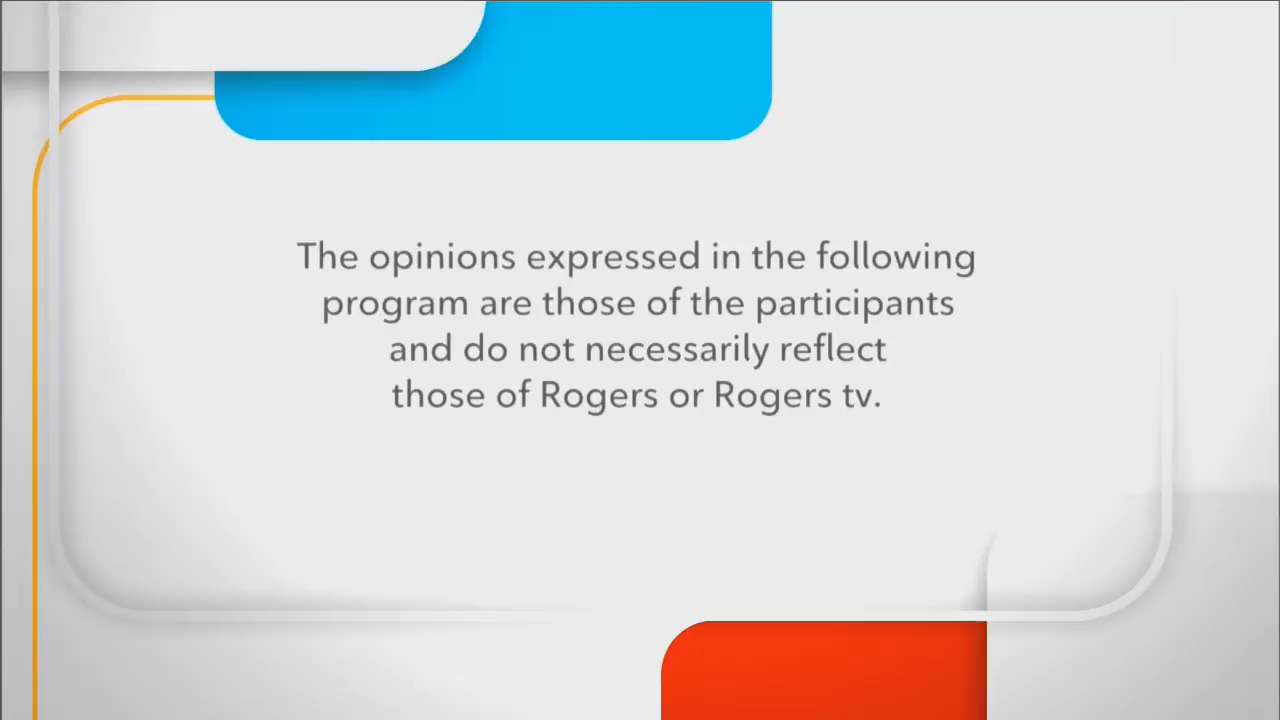 The opinions expressed in the following
program are those of the participants
and do not necessarily reflect
those of Rogers or Rogers tv.